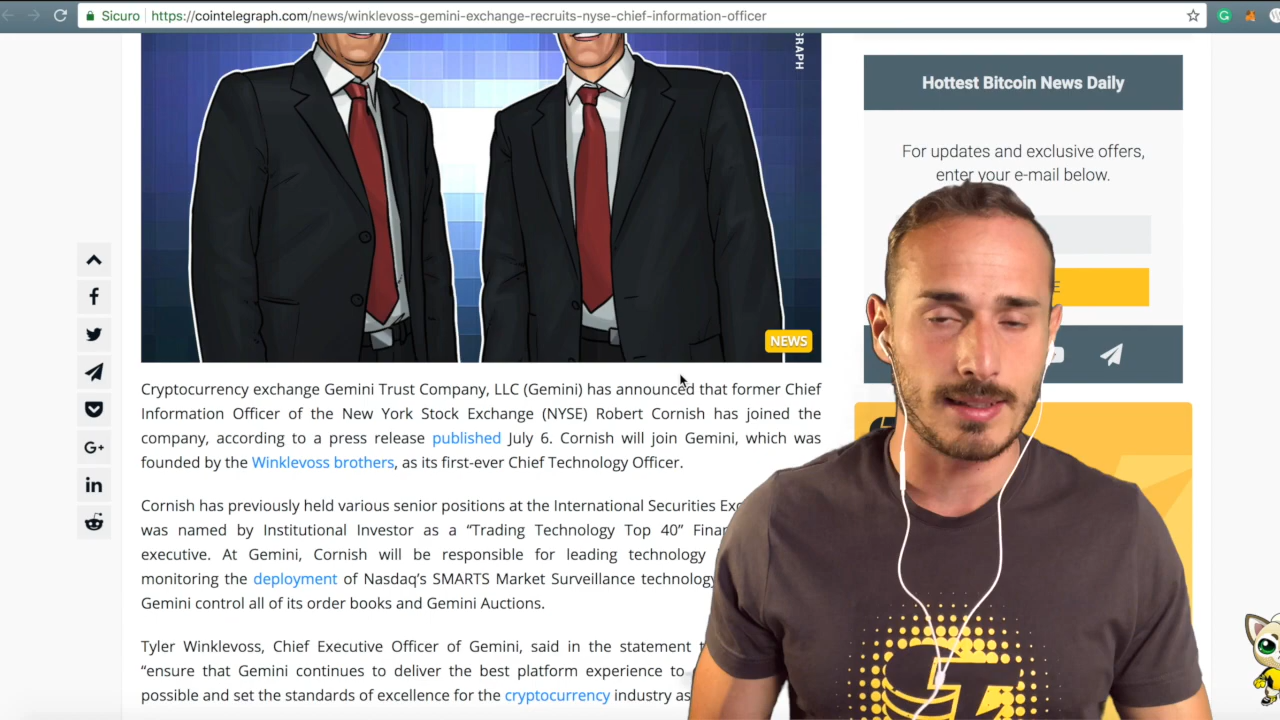 Sicuro https://cointelegraph.com/news/winklevoss-gemini-exchange-recruits-nyse-chief-information-officer
GRAPH
NEWS
Cryptocurrency exchange Gemini Trust Company, LLC (Gemini) has announced that former Chief
Information Officer of the New York Stock Exchange (NYSE) Robert Cornish has joined the
company, according to a press release published July 6. Cornish will join Gemini, which was
founded by the Winklevoss brothers, as its first-ever Chief Technology Officer.
Cornish has previously held various senior positions at the International Securities
was named by Institutional Investor as a “Trading Technology Top 40”
executive. At Gemini, Cornish will be responsible for leading technology
monitoring the deployment of Nasdaq’s SMARTS Market Surveillance technology
Gemini control all of its order books and Gemini Auctions.
Tyler Winklevoss, Chief Executive Officer of Gemini, said in the statement
“ensure that Gemini continues to deliver the best platform experience to
possible and set the standards of excellence for the cryptocurrency industry as
Hottest Bitcoin News Daily
For updates and exclusive offers,
enter your e-mail below.